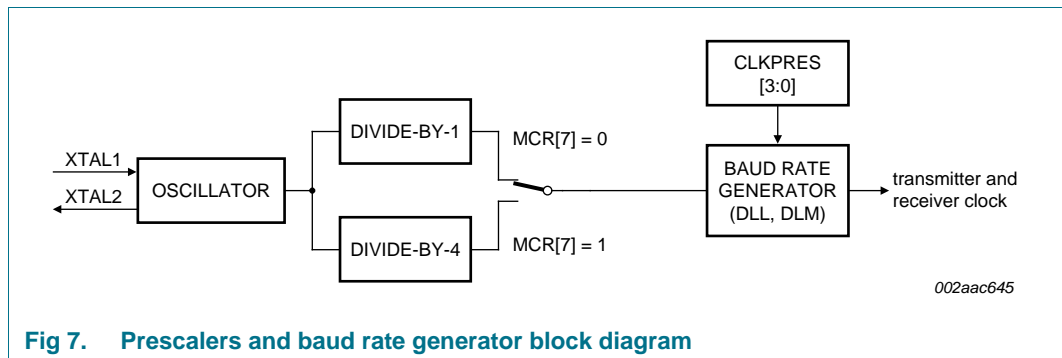 CLKPRES
[3:0]
DIVIDE-BY-1
MCR[7] = 0
XTAL1
XTAL2
OSCILLATOR
BAUD RATE
GENERATOR
(DLL, DLM)
transmitter and
receiver clock
DIVIDE-BY-4
MCR[7] = 1
002aac645
Fig 7. Prescalers and baud rate generator block diagram